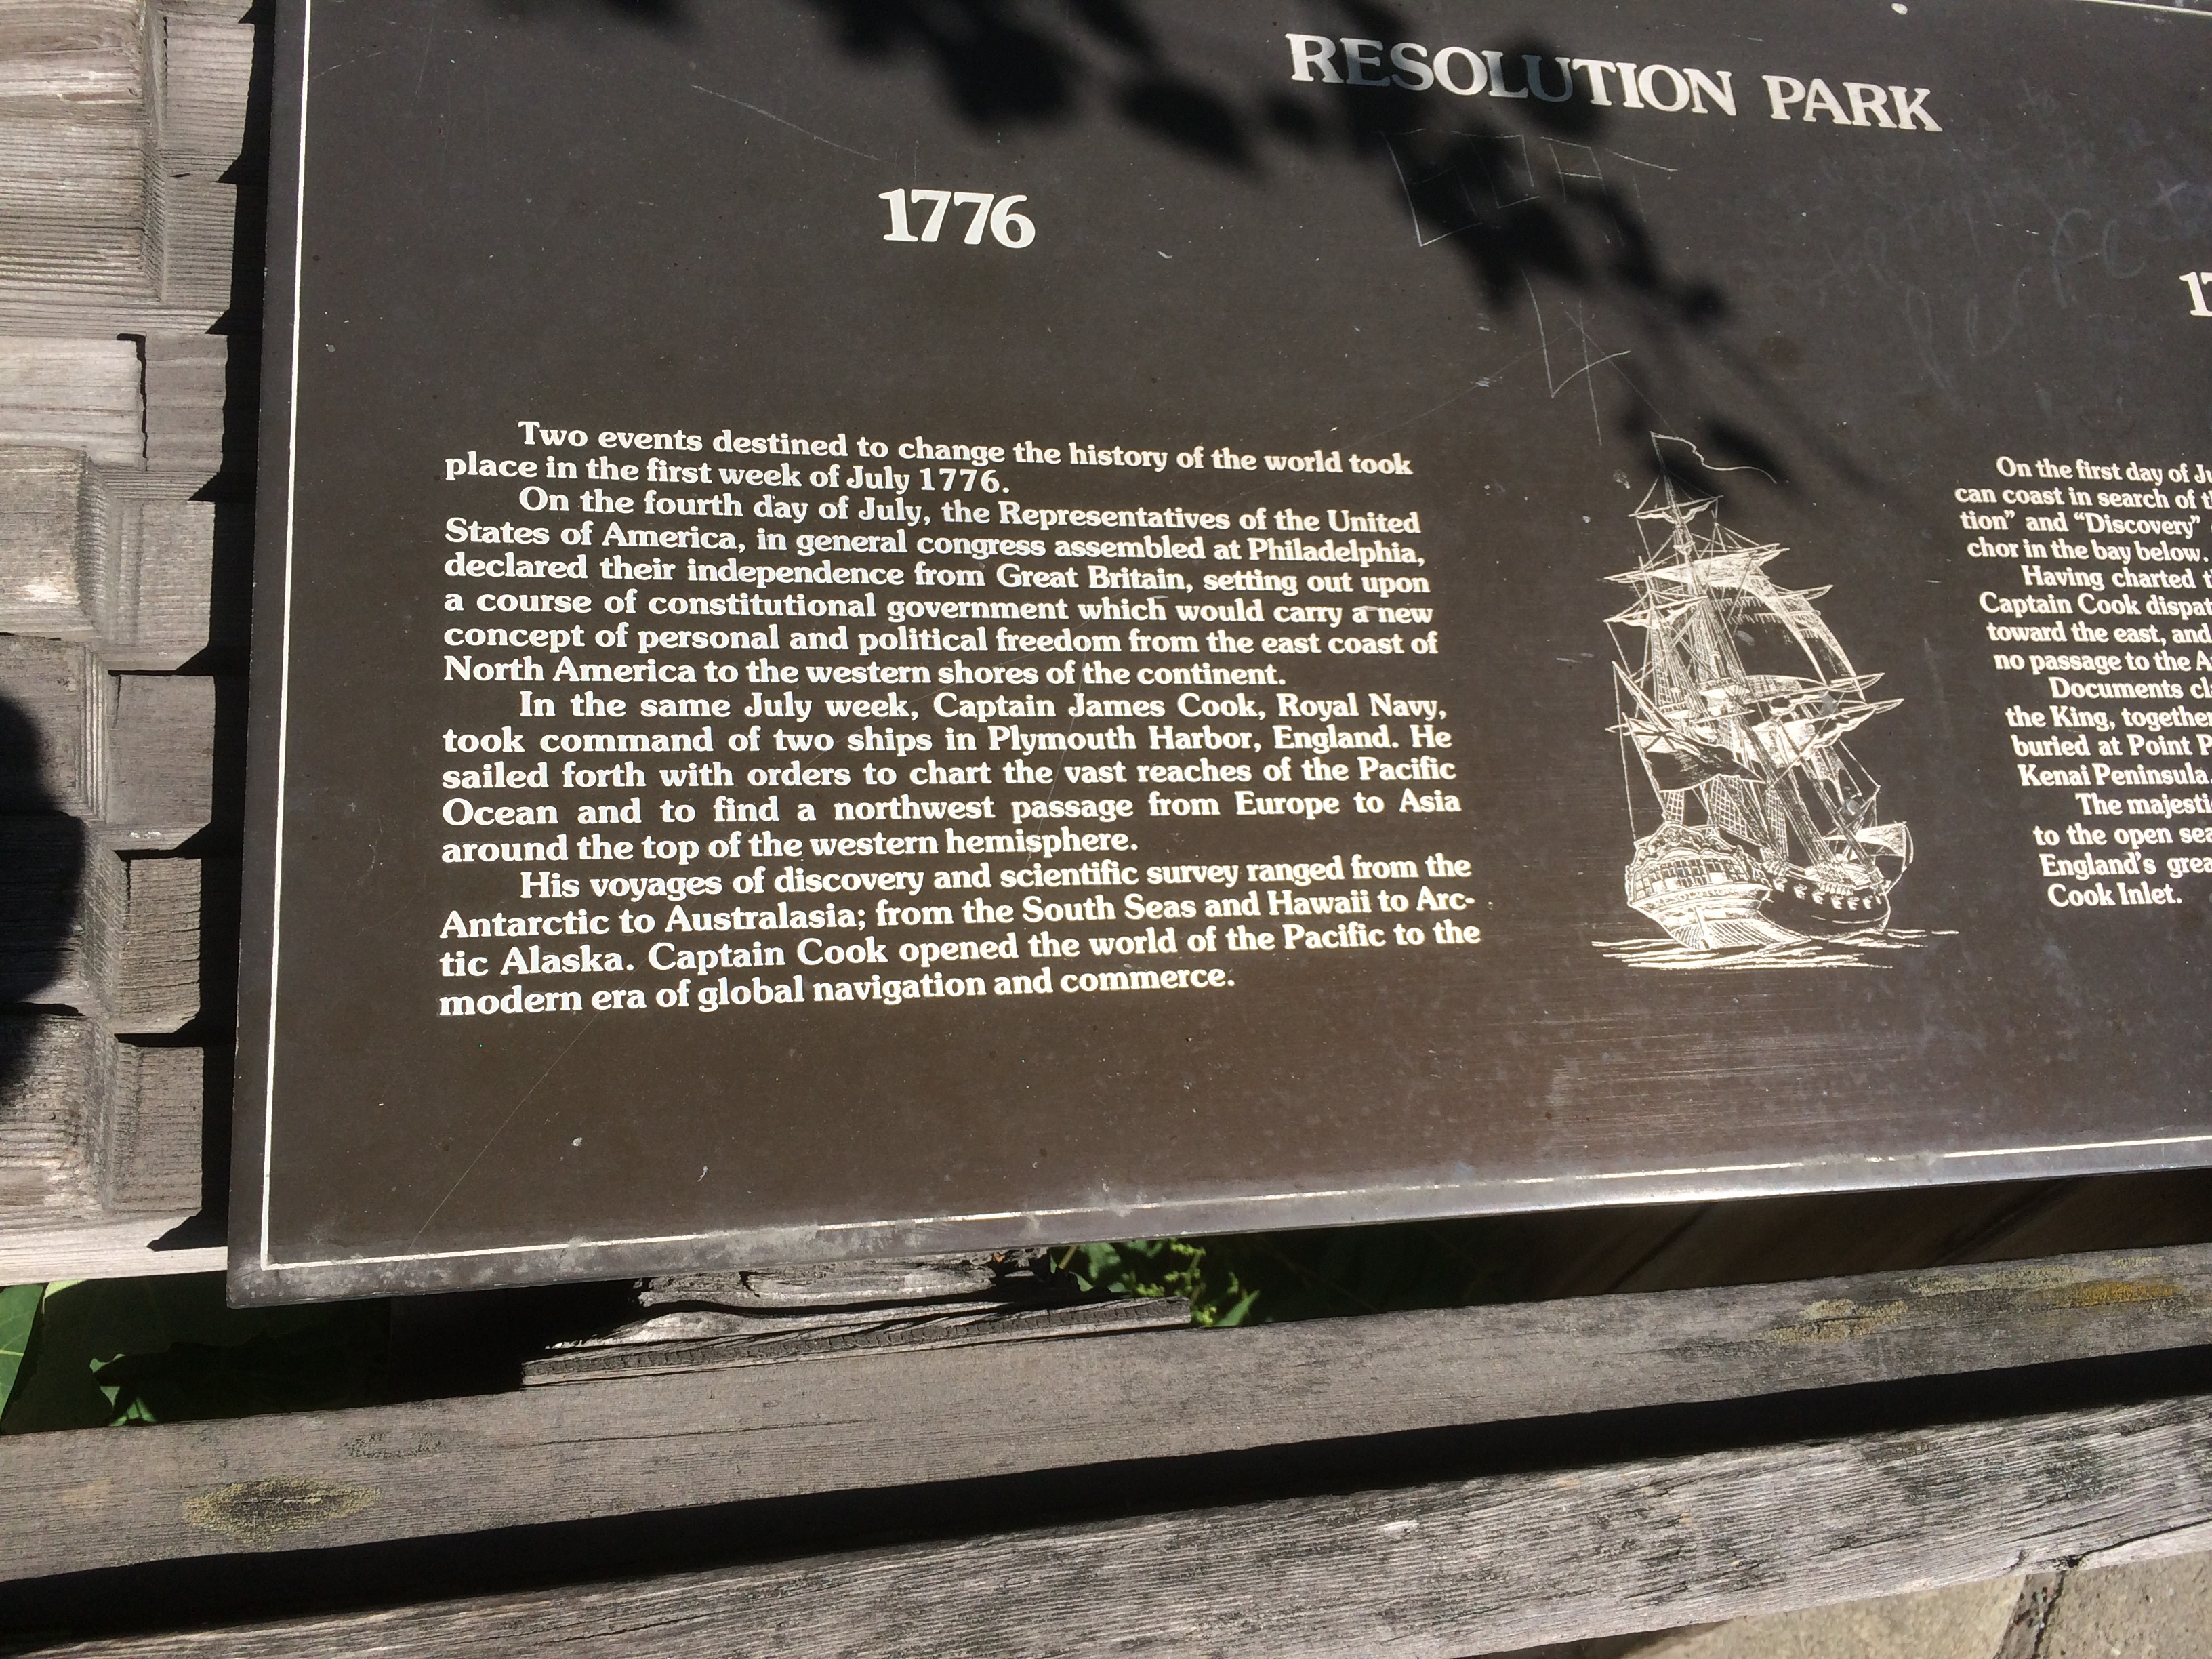 RESOLUTION PARK
1776
Two events destined to change the history of the world took
place in the first week of July 1776.
On the fourth day of July, the Representatives of the United
States of America, in general congress assembled at Philadelphia,
declared their independence from Great Britain, setting out upon
a course of constitutional government which would carry a new
concept of personal and political freedom from the east coast of
North America to the western shores of the continent.
In the same July week, Captain James Cook, Royal Navy,
took command of two ships in Plymouth Harbor, England. He
sailed forth with orders to chart the vast reaches of the Pacific
Ocean and to find a northwest passage from Europe to Asia
around the top of the western hemisphere.
His voyages of discovery and scientific survey ranged from the
Antarctic to Australasia; from the South Seas and Hawaii to Arc-
tic Alaska. Captain Cook opened the world of the Pacific to the
modern era of global navigation and commerce.
17
On the first day of
can coast in search of
tion" and "Discovery"
chor in the bay below.
Having charted
Captain Cook
toward the east, and
no passage to the
Documents
the King,
buried at Point
Kenai Peninsula.
The
to the open
England's
Cook Inlet.